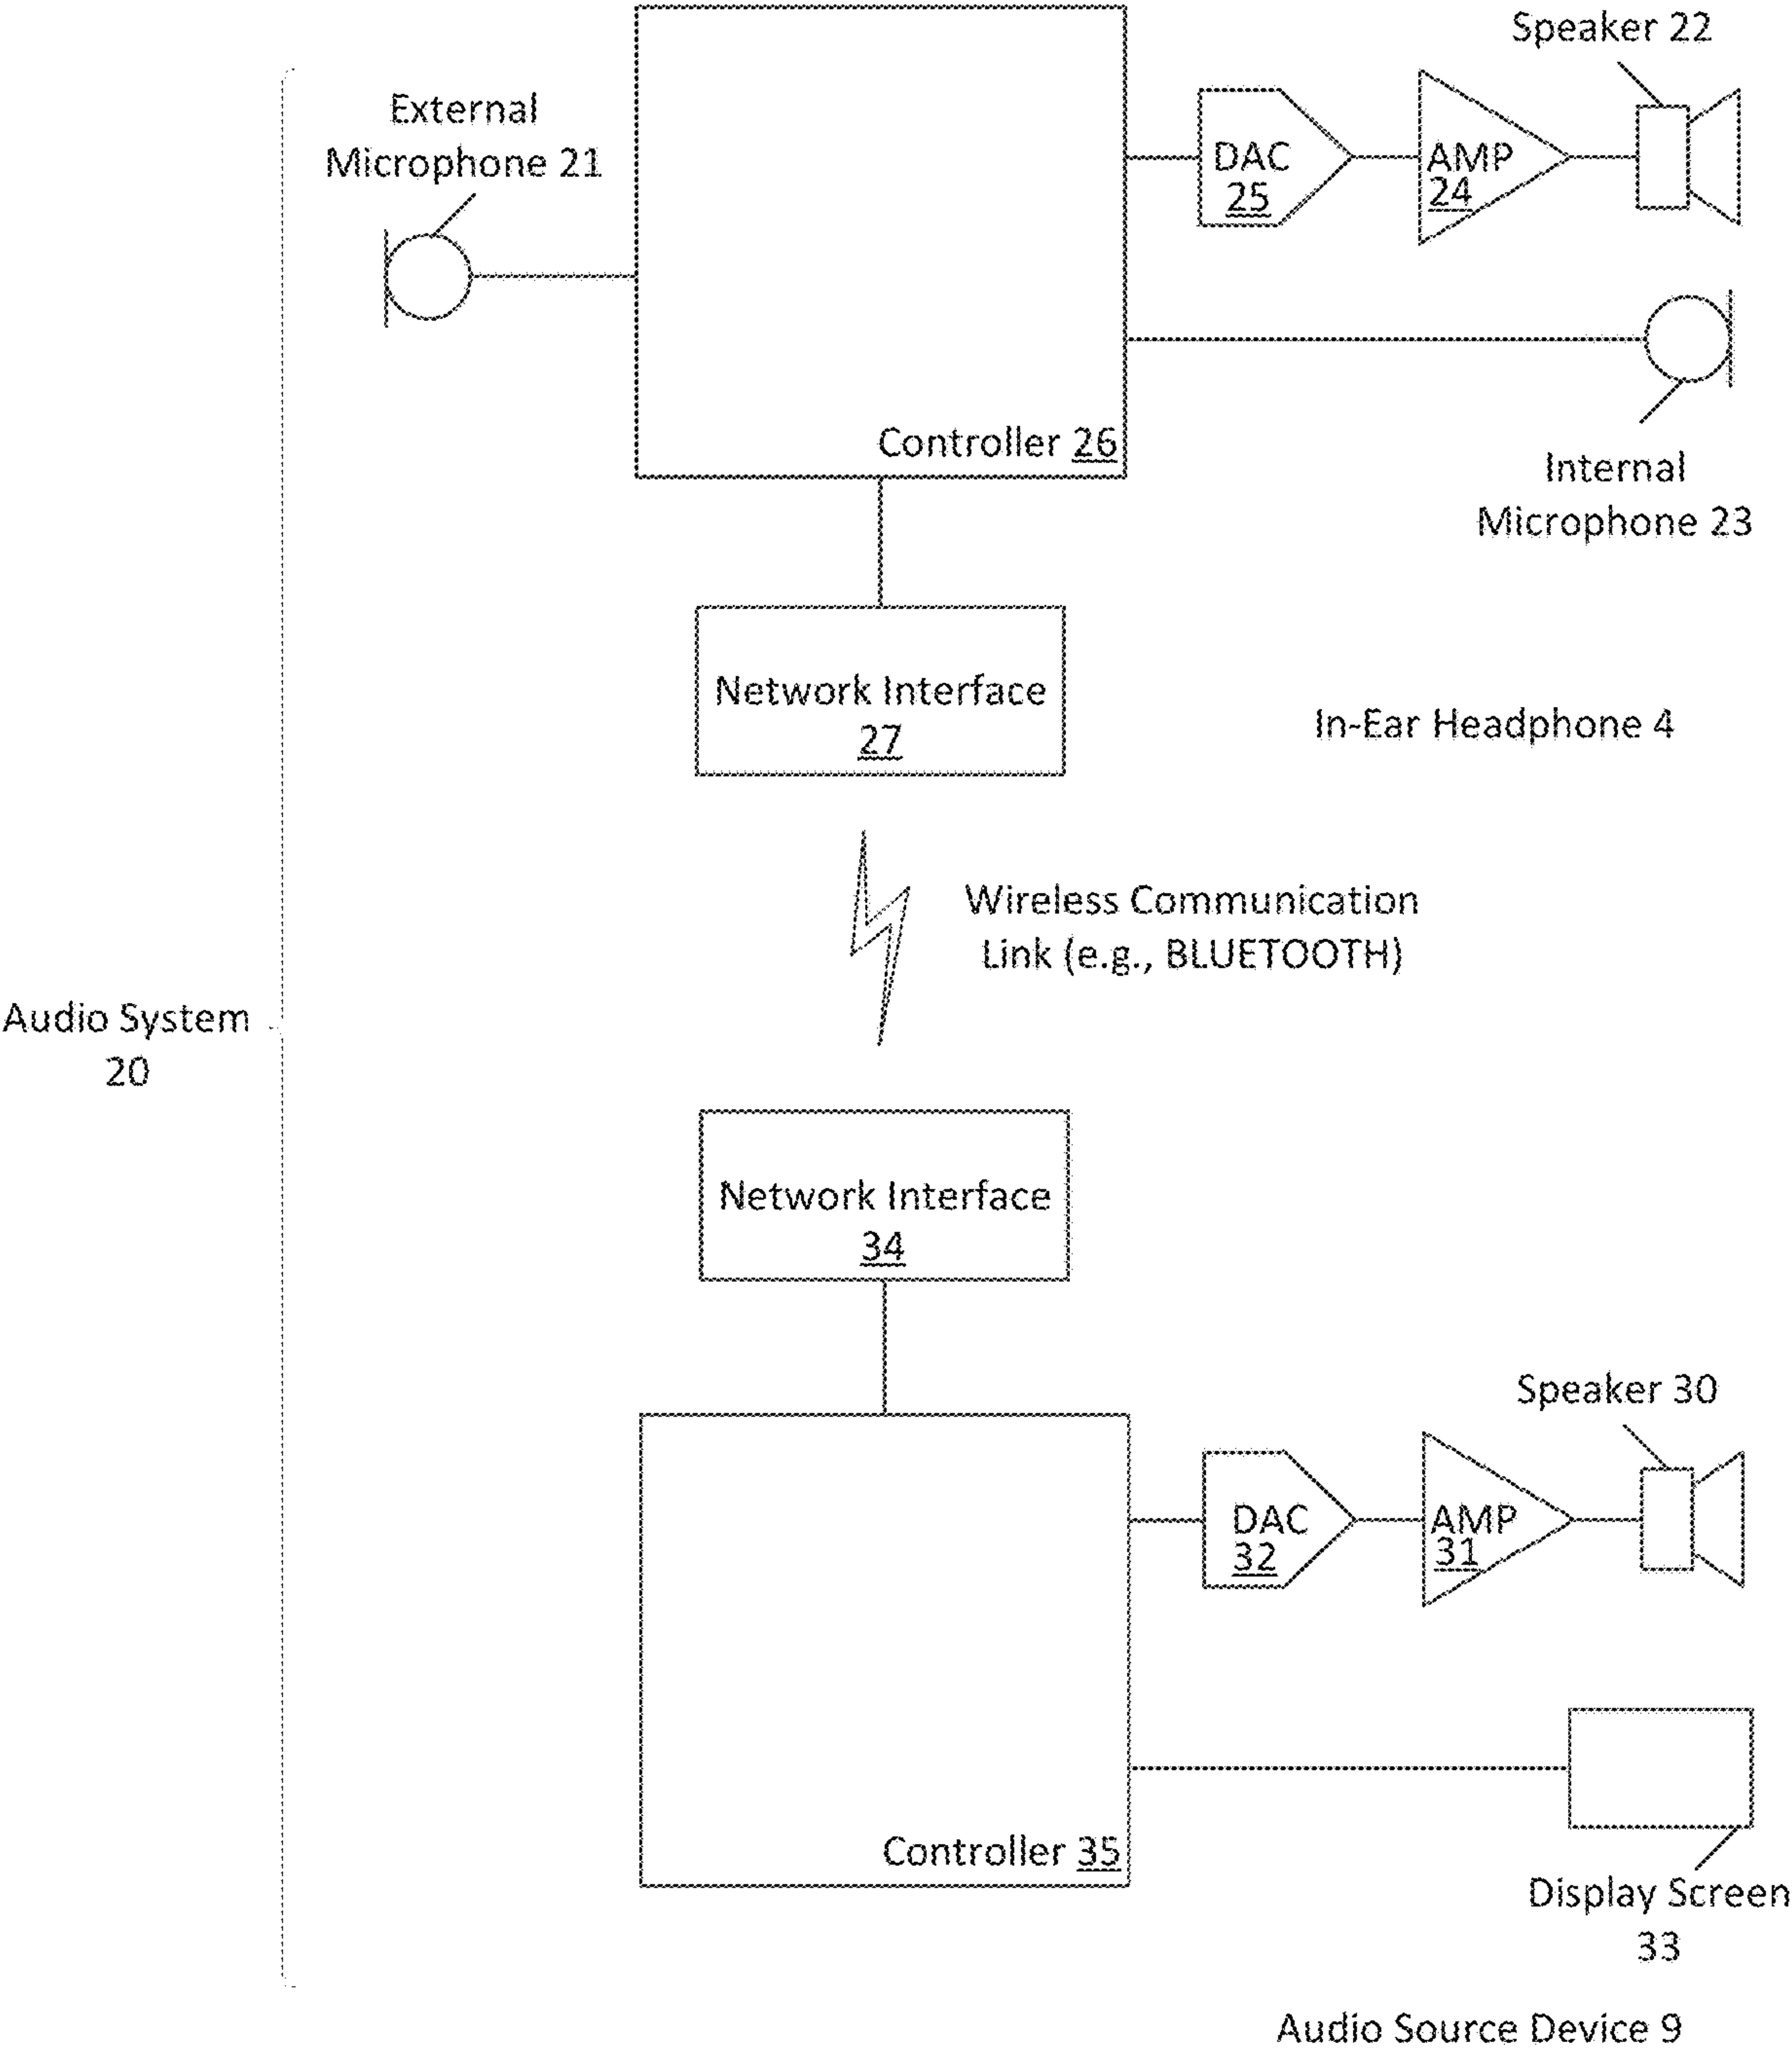 Speaker 22
External
Microphone 21
DAC
25
AMP
24
Controller 26
Internal
Microphone 23
Network Interface
27
In-Ear Headphone 4
Wireless Communication
Link (e.g., BLUETOOTH)
Audio System
20
Network Interface
34
Speaker 30
DAC
32
AMP
31
Controller 35
Display Screen
33
Audio Source Device 9